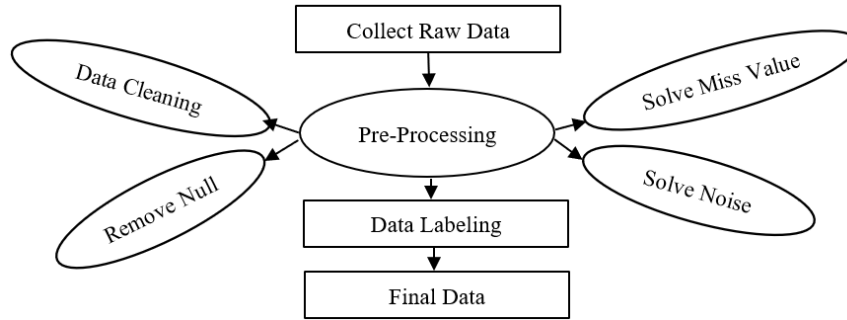 Collect Raw Data
Data Cleaning
Solve Miss Value
Pre-Processing
Remove Null
Solve Noise
Data Labeling
Final Data